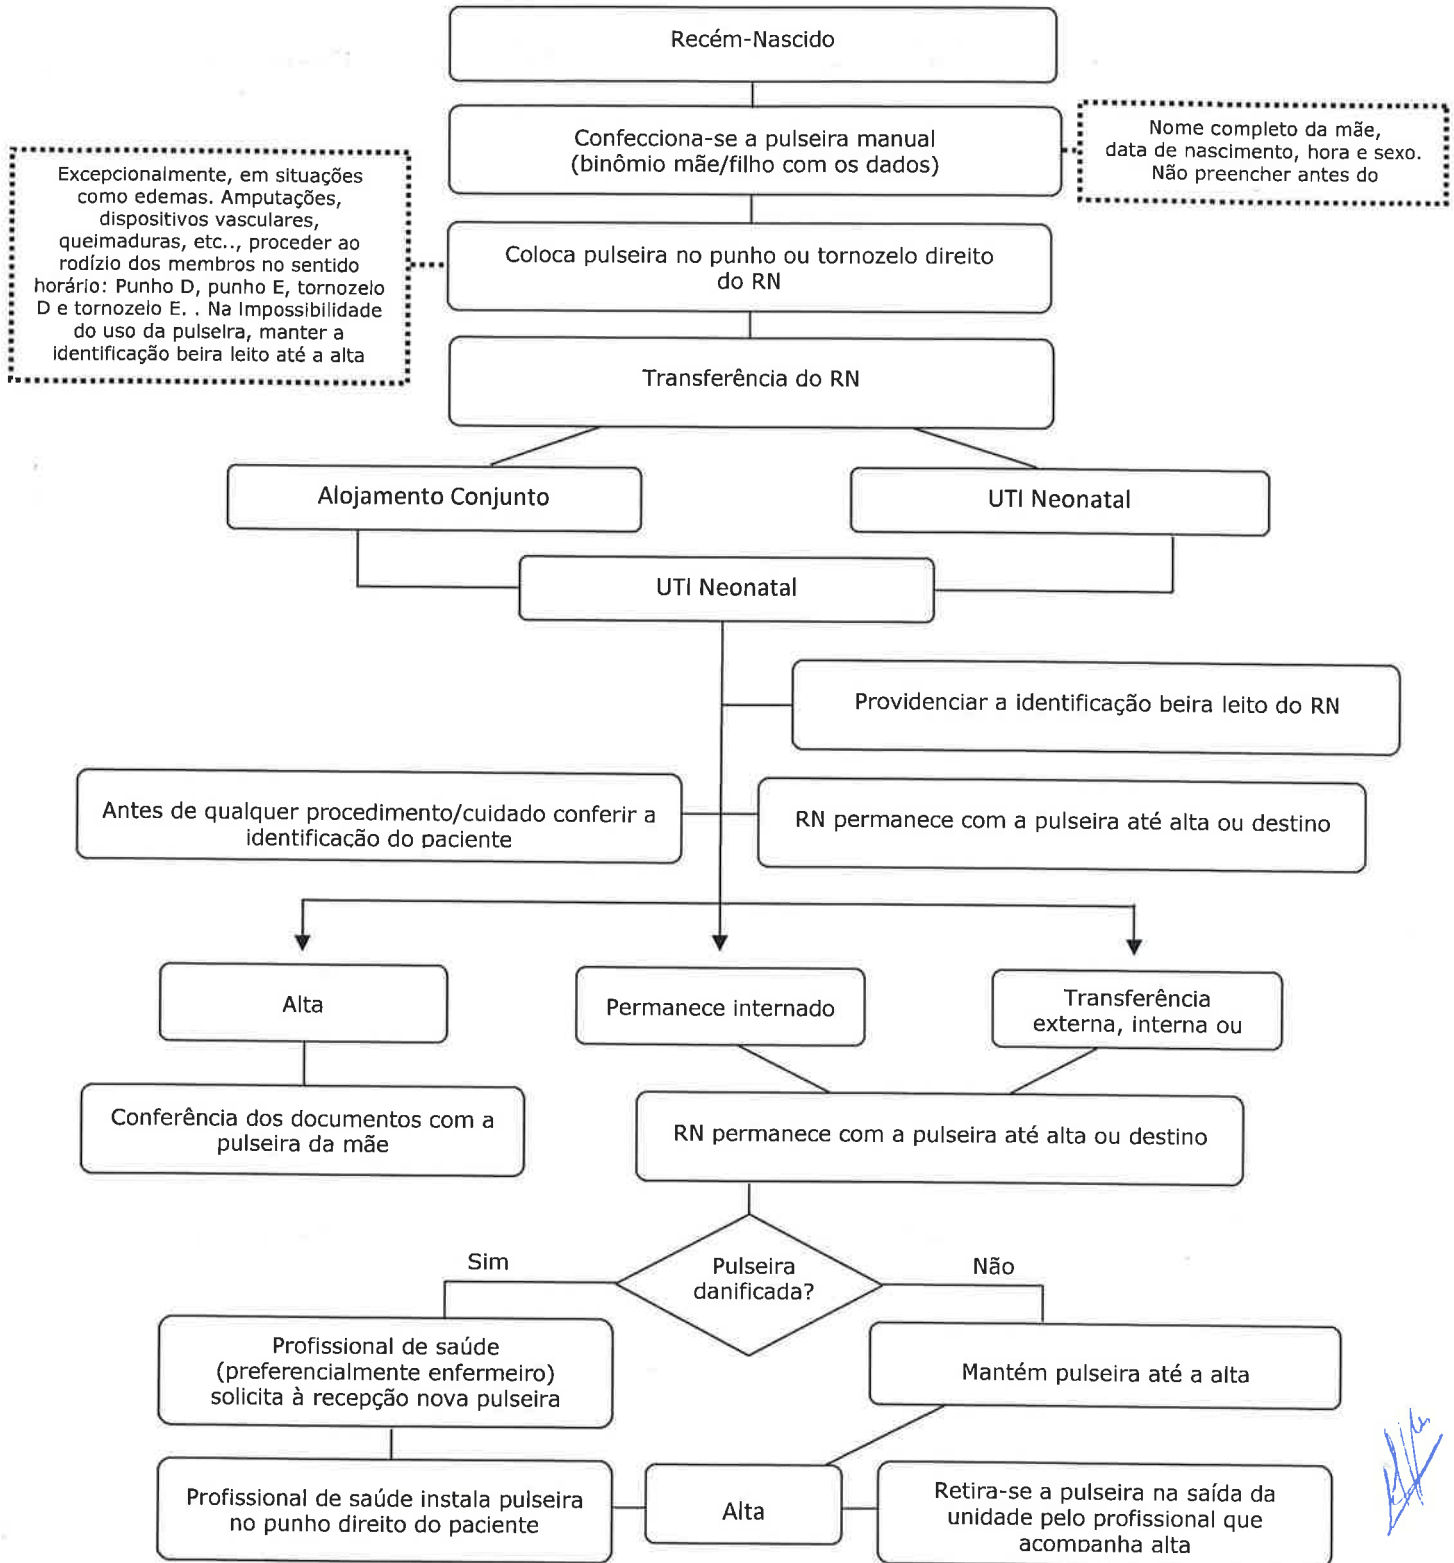 Recém-Nascido
Confecciona-se a pulseira manual
(binômio mãe/filho com os dados)
Nome completo da mãe,
data de nascimento, hora e sexo.
Não preencher antes do
Excepcionalmente, em situações
como edemas. Amputações,
dispositivos vasculares,
queimaduras, etc.., proceder ao
rodízio dos membros no sentido
horário: Punho D, punho E, tornozelo
D e tornozelo E. . Na Impossibilidade
do uso da pulseira, manter a
identificação beira leito até a alta
Coloca pulseira no punho ou tornozelo direito
do RN
Transferência do RN
Alojamento Conjunto
UTI Neonatal
UTI Neonatal
Providenciar a identificação beira leito do RN
Antes de qualquer procedimento/cuidado conferir a
identificação do paciente
RN permanece com a pulseira até alta ou destino
Alta
Permanece internado
Transferência
externa, interna ou
Conferência dos documentos com a
pulseira da mãe
RN permanece com a pulseira até alta ou destino
Sim
Pulseira
danificada?
Não
Profissional de saúde
(preferencialmente enfermeiro)
solicita à recepção nova pulseira
Mantém pulseira até a alta
Profissional de saúde instala pulseira
no punho direito do paciente
Alta
Retira-se a pulseira na saída da
unidade pelo profissional que
acompanha alta